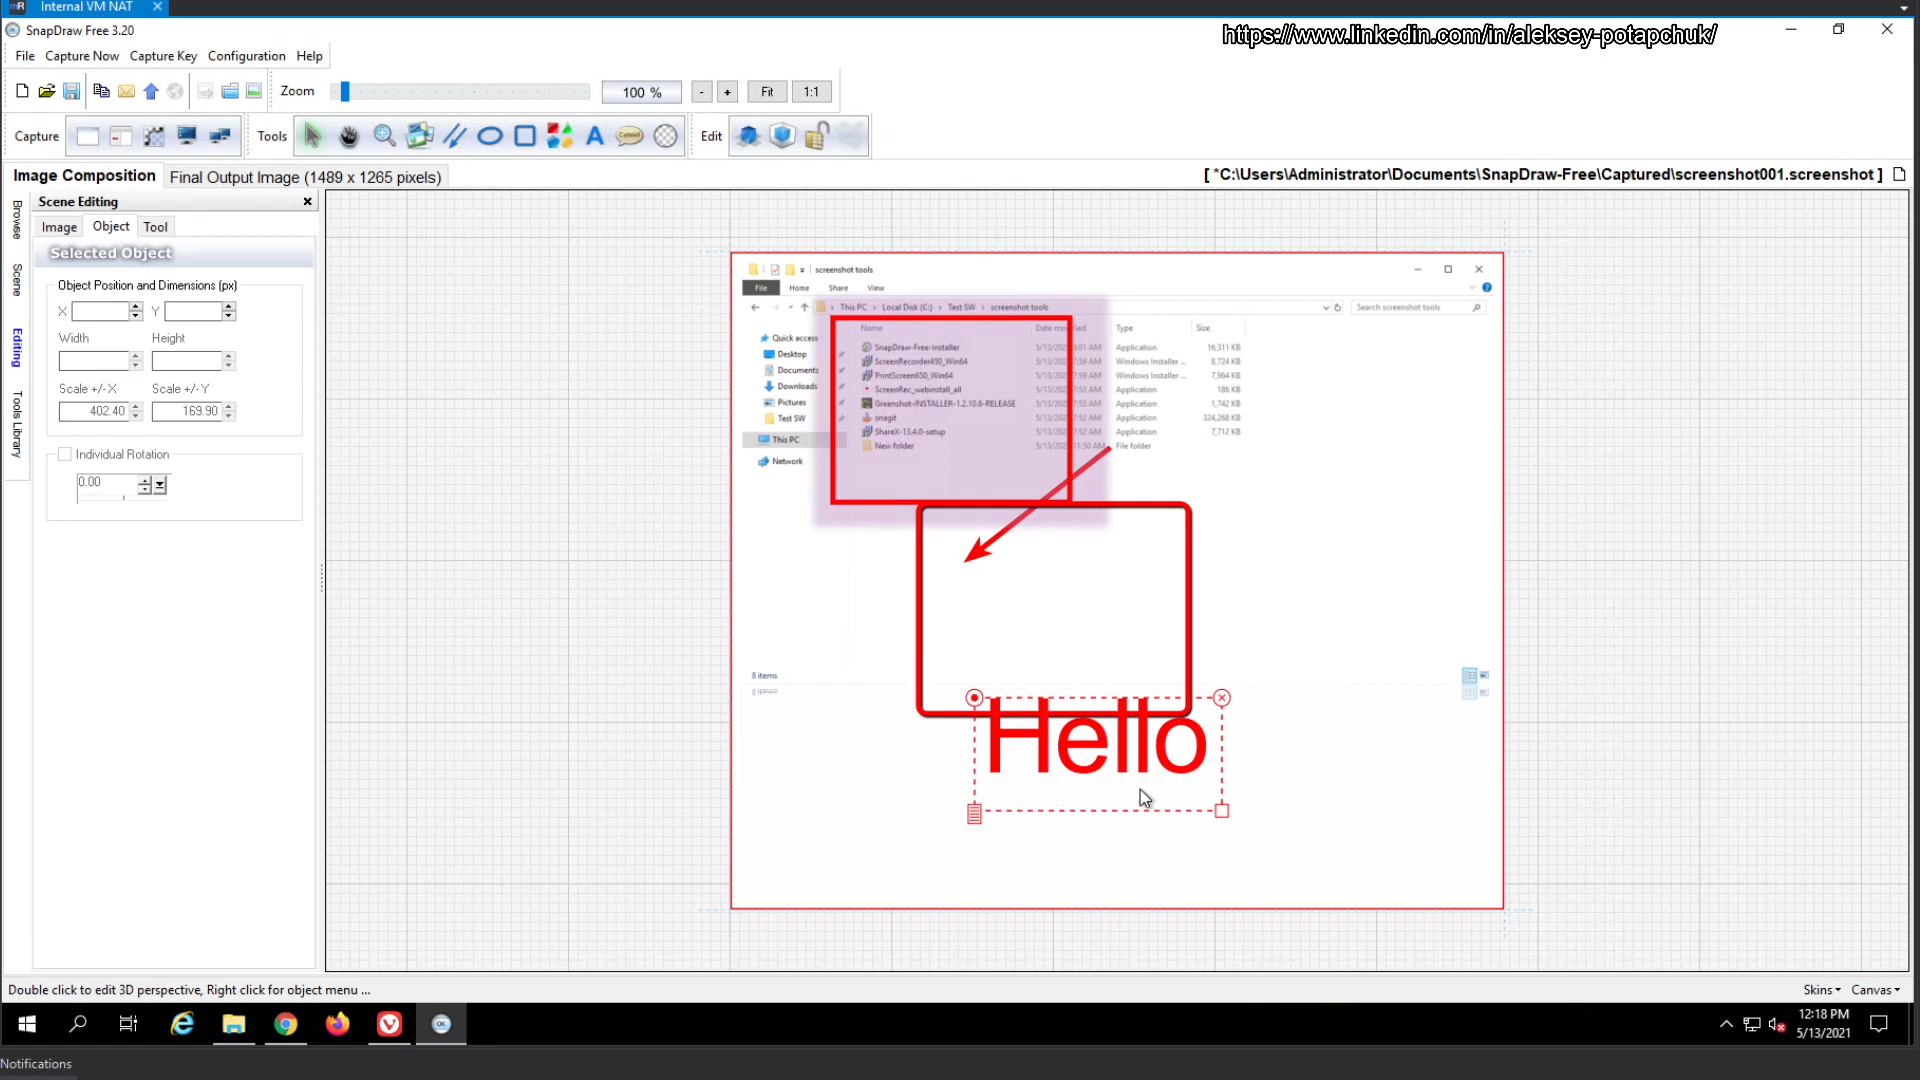 Internal VM NAT
SnapDraw Free 3.20
https://www.linkedin.com/in/aleksey-potapchuk/
File Capture Now Capture Key Configuration Help
Zoom 100 % - + Fit 1:1
Capture Tools A Callout Edit
Image Composition Final Output Image (1489 x 1265 pixels)
[ *C:\Users\Administrator\Documents\SnapDraw-Free\Captured\screenshot001.screenshot ]
Browse
Scene
Editing
Tools Library
Scene Editing
Image Object Tool
Selected Object
Object Position and Dimensions (px)
X Y
Width Height
Scale +/-X Scale +/-Y
402.40 169.90
Individual Rotation
0.00
screenshot tools
File Home Share View
This PC Local Disk (C:) Test SW screenshot tools Search screenshot tools
Name Type Size
Quick access
Desktop
Documents
Downloads
Pictures
Test SW
This PC
Network
SnapDraw-Free-Installer Application 16,311 KB
ScreenRecorder450_Win64 Windows Installer ... 8,724 KB
PrintScreen650_Win64 Windows Installer ... 7,964 KB
ScreenRec_webinstall_all Application 186 KB
Greenshot-INSTALLER-1.2.10.6-RELEASE Application 1,742 KB
snagit Application 324,268 KB
ShareX-13.4.0-setup Application 7,712 KB
New folder File folder
8 items
Hello
Double click to edit 3D perspective, Right click for object menu ...
Skins Canvas
12:18 PM
5/13/2021
Notifications